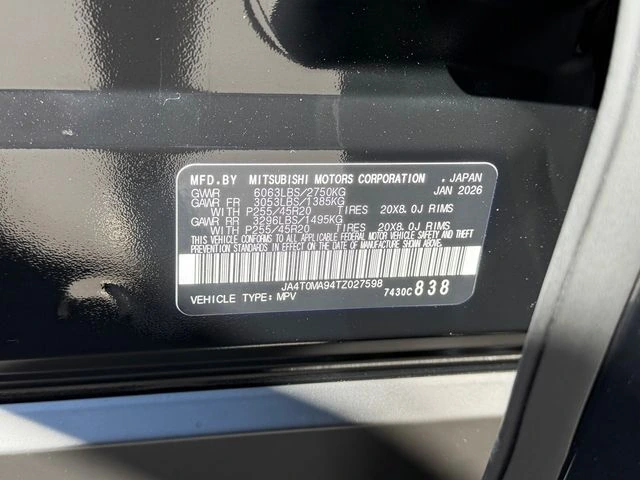 MFD.BY MITSUBISHI MOTORS CORPORATION , JAPAN
GVWR 6063LBS/2750KG JAN 2026
GAWR FR 3053LBS/1385KG
WITH P255/45R20 TIRES 20X8.0J RIMS
GAWR RR 3296LBS/1495KG
WITH P255/45R20 TIRES 20X8.0J RIMS
THIS VEHICLE CONFORMS TO ALL APPLICABLE FEDERAL MOTOR VEHICLE SAFETY AND THEFT
PREVENTION STANDARDS IN EFFECT ON THE DATE OF MANUFACTURE SHOWN ABOVE.
JA4T0MA94TZ027598
VEHICLE TYPE: MPV 7430C 838